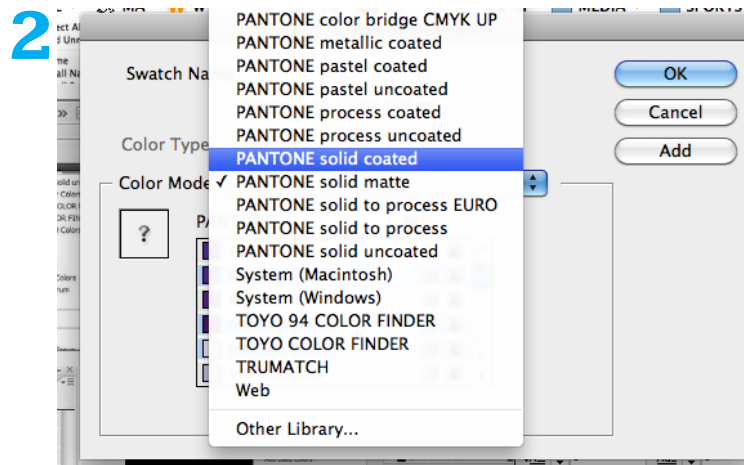 2
PANTONE color bridge CMYK UP
PANTONE metallic coated
PANTONE pastel coated
PANTONE pastel uncoated
PANTONE process coated
PANTONE process uncoated
PANTONE solid coated
✓ PANTONE solid matte
PANTONE solid to process EURO
PANTONE solid to process
PANTONE solid uncoated
System (Macintosh)
System (Windows)
TOYO 94 COLOR FINDER
TOYO COLOR FINDER
TRUMATCH
Web
Other Library...
Swatch Na
Color Type
Color Mode
?
PA
OK
Cancel
Add
MEDIA
SPORTS